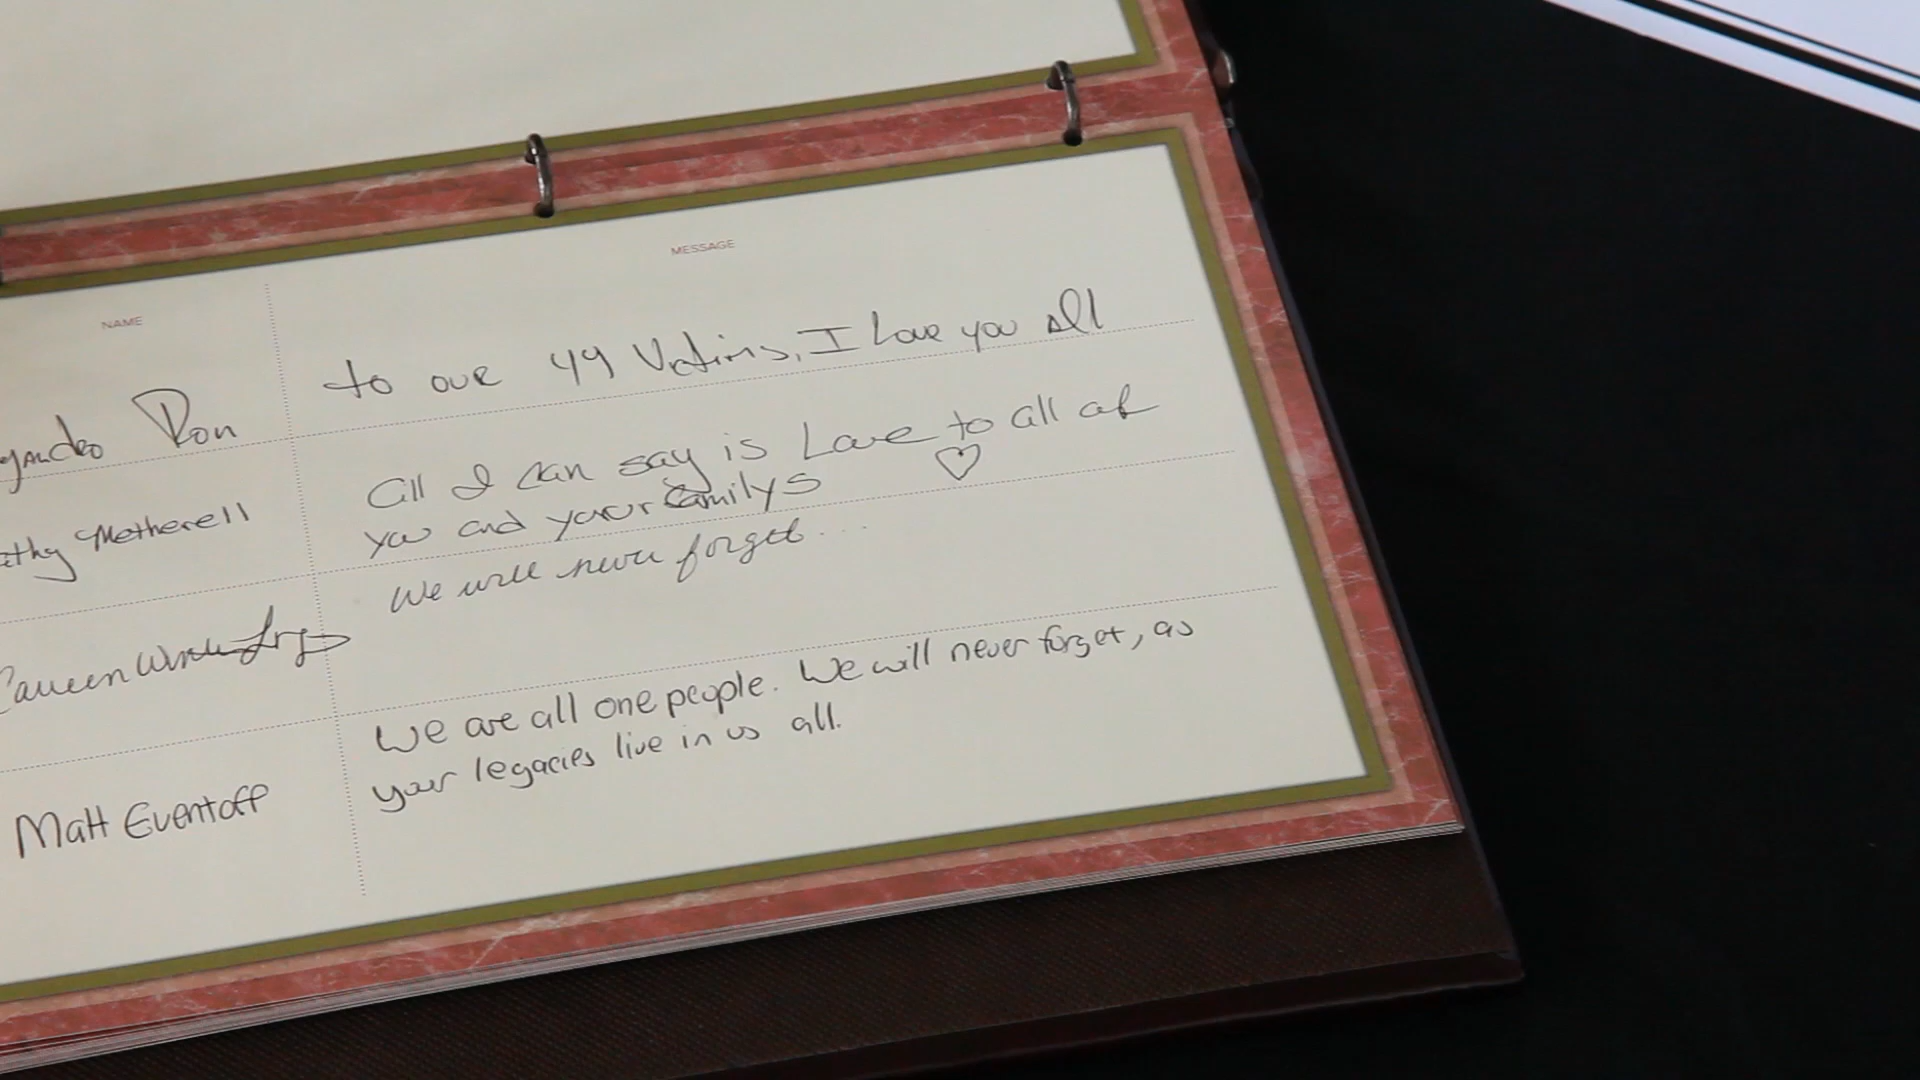 NAME
MESSAGE
Ron
to our 49 Victims, I Love you all
Metherell
All I can say is Love to all of
you and your familys ♡
We will never forget...
Matt Eventoff
We are all one people. We will never forget, as
your legacies live in us all.